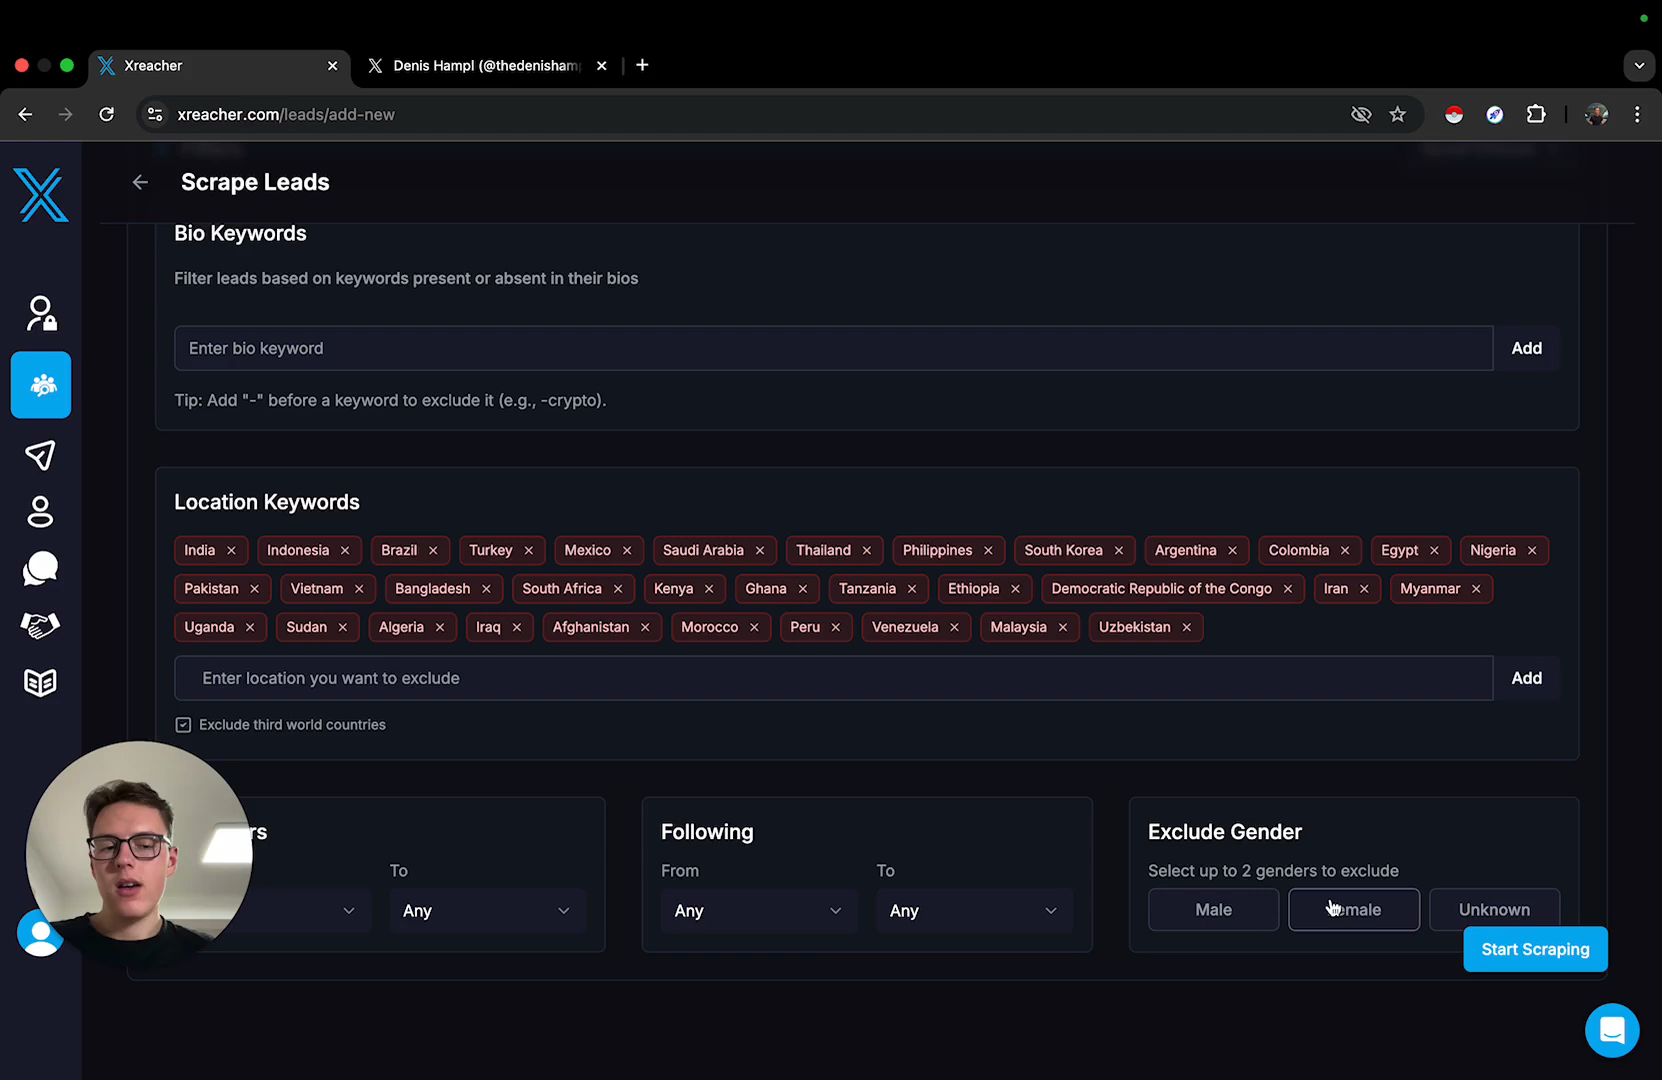 Xreacher
Denis Hampl (@thedenisham
xreacher.com/leads/add-new
Scrape Leads
Bio Keywords
Filter leads based on keywords present or absent in their bios
Enter bio keyword
Add
Tip: Add "-" before a keyword to exclude it (e.g., -crypto).
Location Keywords
India Indonesia Brazil Turkey Mexico Saudi Arabia Thailand Philippines South Korea Argentina Colombia Egypt Nigeria
Pakistan Vietnam Bangladesh South Africa Kenya Ghana Tanzania Ethiopia Democratic Republic of the Congo Iran Myanmar
Uganda Sudan Algeria Iraq Afghanistan Morocco Peru Venezuela Malaysia Uzbekistan
Enter location you want to exclude
Add
Exclude third world countries
rs
To
Any
Following
From
To
Any
Any
Exclude Gender
Select up to 2 genders to exclude
Male
emale
Unknown
Start Scraping